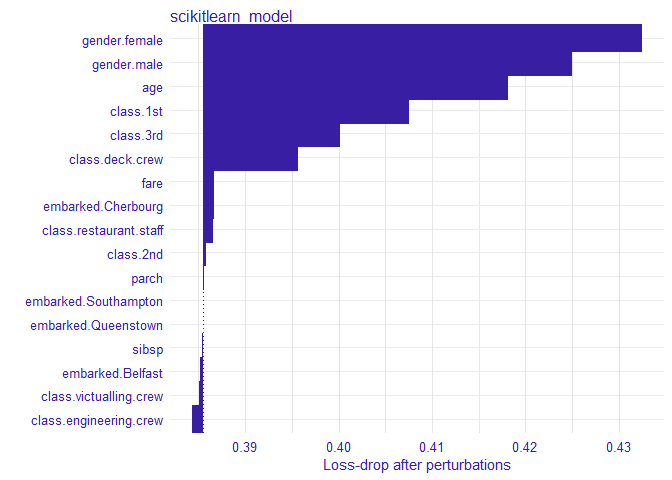 scikitlearn_model
gender.female
gender.male
age
class.1st
class.3rd
class.deck.crew
fare
embarked.Cherbourg
class.restaurant.staff
class.2nd
parch
embarked.Southampton
embarked.Queenstown
sibsp
embarked.Belfast
class.victualling.crew
class.engineering.crew
0.39 0.40 0.41 0.42 0.43
Loss-drop after perturbations